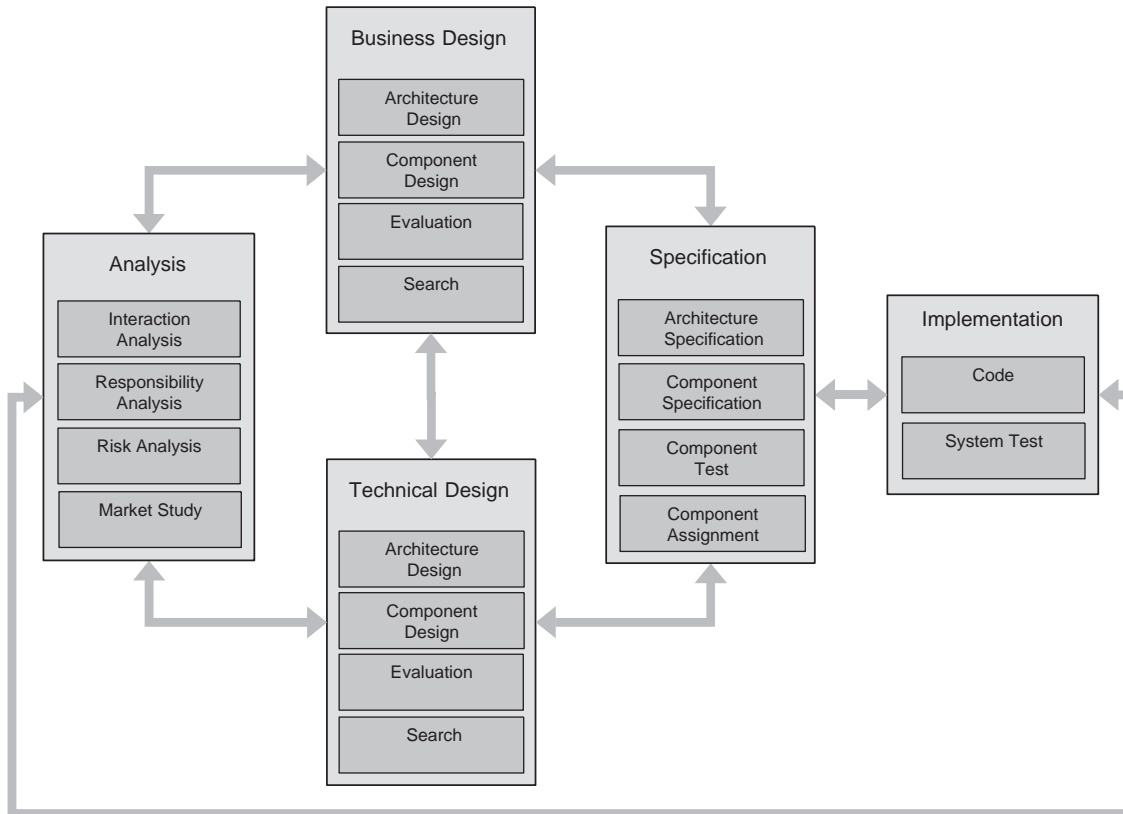 Business Design
Architecture
Design
Component
Design
Evaluation
Search
Analysis
Interaction
Analysis
Responsibility
Analysis
Risk Analysis
Market Study
Technical Design
Architecture
Design
Component
Design
Evaluation
Search
Specification
Architecture
Specification
Component
Specification
Component
Test
Component
Assignment
Implementation
Code
System Test